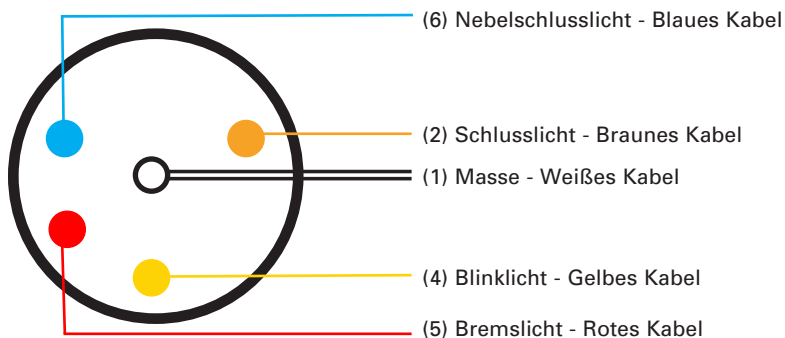 (6) Nebelschlusslicht - Blaues Kabel
(2) Schlusslicht - Braunes Kabel
(1) Masse - Weißes Kabel
(4) Blinklicht - Gelbes Kabel
(5) Bremslicht - Rotes Kabel